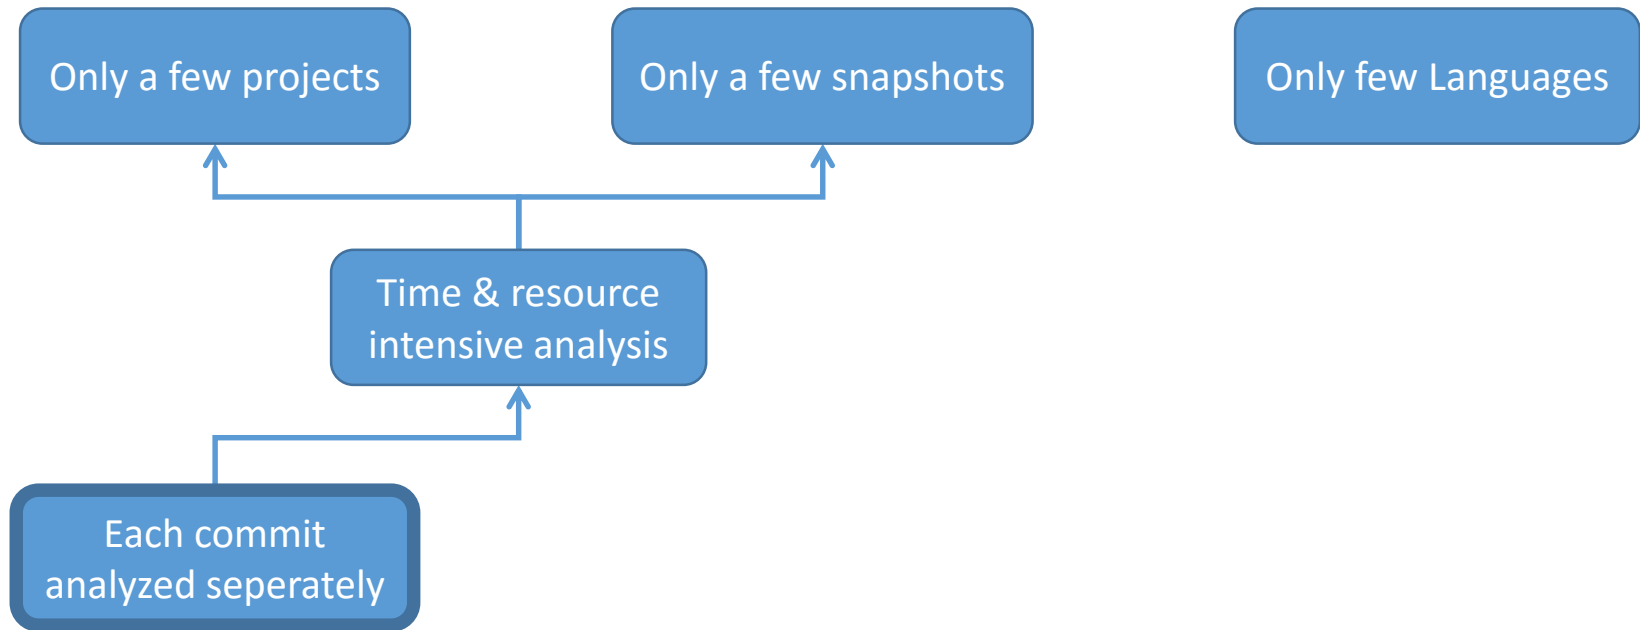 Only a few projects
Only a few snapshots
Only few Languages
Time & resource
intensive analysis
Each commit
analyzed seperately